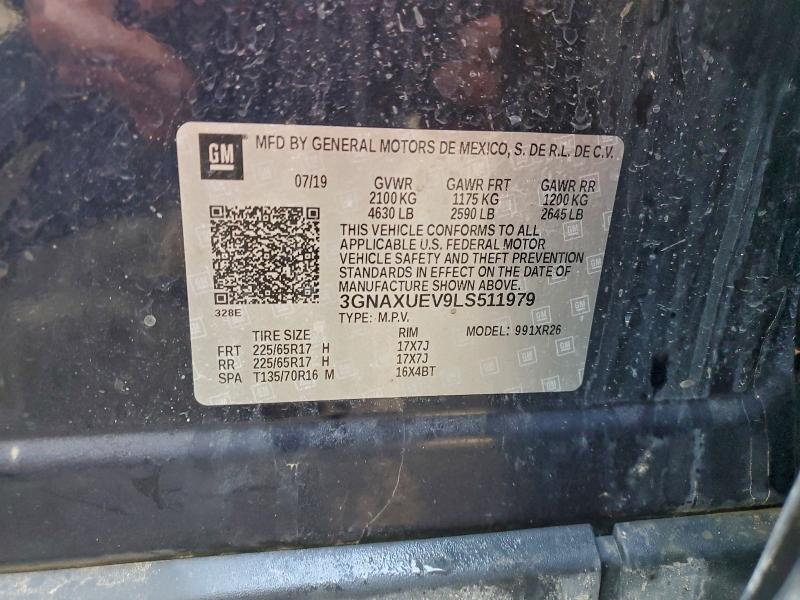 GM
MFD BY GENERAL MOTORS DE MEXICO, S. DE R.L. DE C.V.
07/19 GVWR GAWR FRT GAWR RR
2100 KG 1175 KG 1200 KG
4630 LB 2590 LB 2645 LB
THIS VEHICLE CONFORMS TO ALL
APPLICABLE U.S. FEDERAL MOTOR
VEHICLE SAFETY AND THEFT PREVENTION
STANDARDS IN EFFECT ON THE DATE OF
MANUFACTURE SHOWN ABOVE.
3GNAXUEV9LS511979
328E
TYPE: M.P.V. MODEL: 991XR26
TIRE SIZE RIM
FRT 225/65R17 H 17X7J
RR 225/65R17 H 17X7J
SPA T135/70R16 M 16X4BT